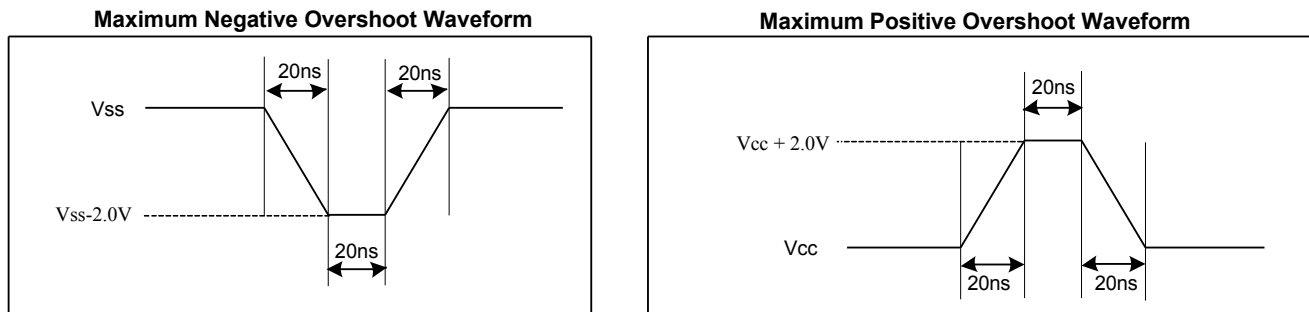 Maximum Negative Overshoot Waveform
20ns
20ns
Vss
Vss-2.0V
20ns
Maximum Positive Overshoot Waveform
20ns
Vcc + 2.0V
Vcc
20ns
20ns